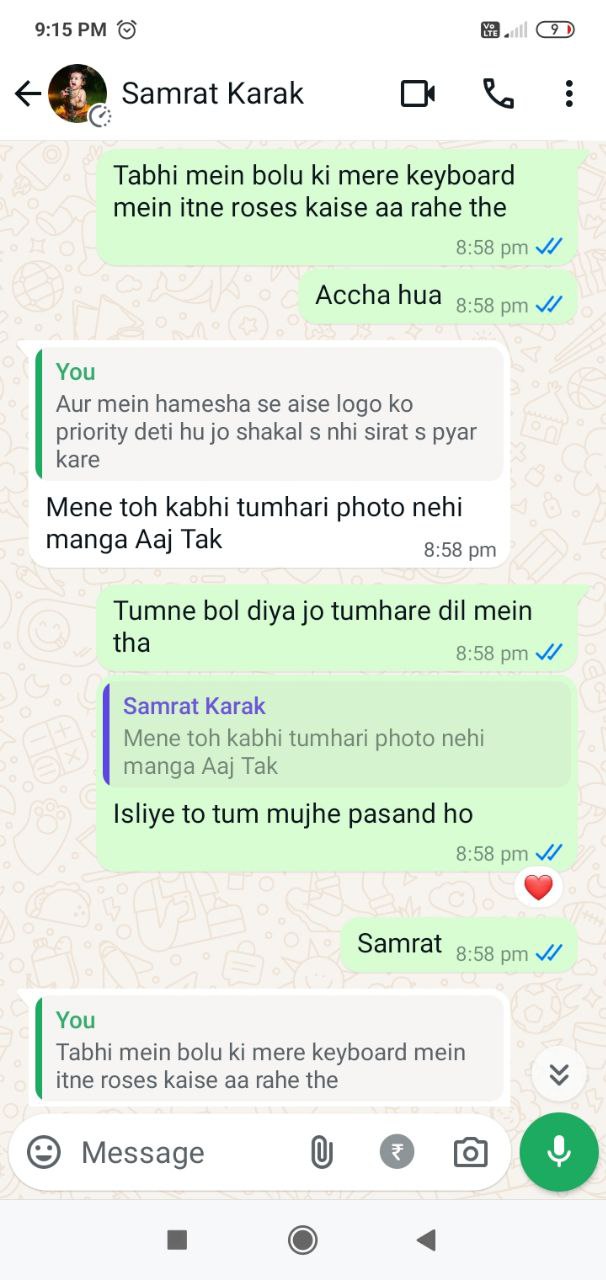 9:15 PM
VO LTE 9
Samrat Karak
Tabhi mein bolu ki mere keyboard
mein itne roses kaise aa rahe the
8:58 pm
Accha hua 8:58 pm
You
Aur mein hamesha se aise logo ko
priority deti hu jo shakal s nhi sirat s pyar
kare
Mene toh kabhi tumhari photo nehi
manga Aaj Tak
8:58 pm
Tumne bol diya jo tumhare dil mein
tha
8:58 pm
Samrat Karak
Mene toh kabhi tumhari photo nehi
manga Aaj Tak
Isliye to tum mujhe pasand ho
8:58 pm
Samrat 8:58 pm
You
Tabhi mein bolu ki mere keyboard mein
itne roses kaise aa rahe the
Message ₹